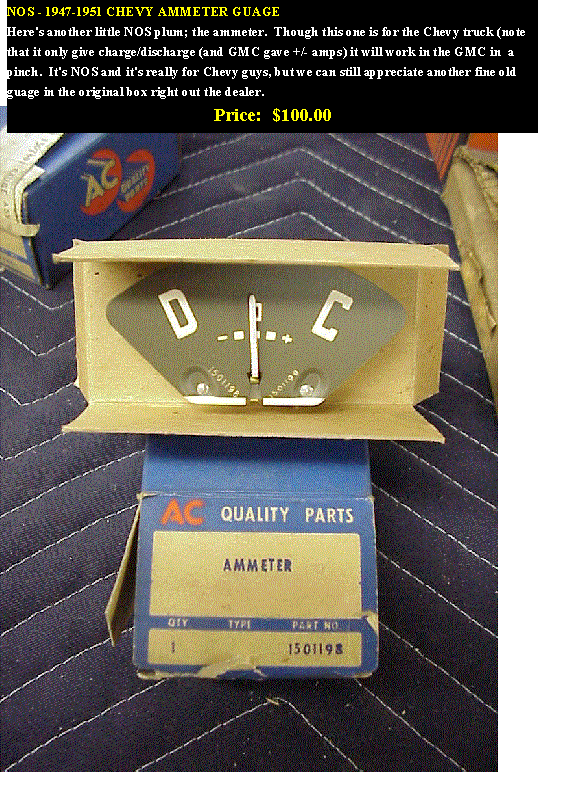 NOS - 1947-1951 CHEVY AMMETER GUAGE
Here's another little NOS plum; the ammeter. Though this one is for the Chevy truck (note
that it only give charge/discharge (and GMC gave +/- amps) it will work in the GMC in a
pinch. It's NOS and it's really for Chevy guys, but we can still appreciate another fine old
guage in the original box right out the dealer.
Price: $100.00
AC QUALITY PARTS
D C
- +
1501198 1501198
AC QUALITY PARTS
AMMETER
QTY TYPE PART NO.
1 1501198